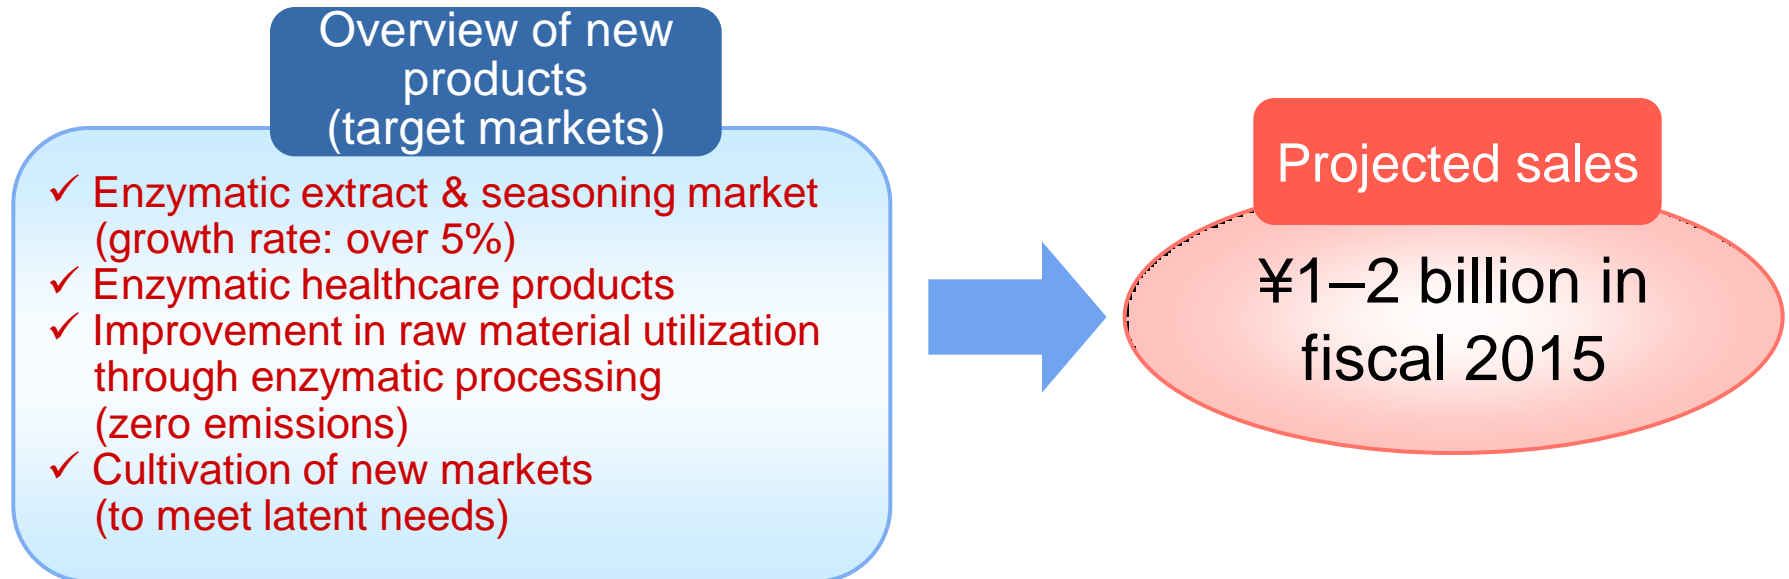 Overview of new
products
(target markets)
✓ Enzymatic extract & seasoning market
(growth rate: over 5%)
✓ Enzymatic healthcare products
✓ Improvement in raw material utilization
through enzymatic processing
(zero emissions)
✓ Cultivation of new markets
(to meet latent needs)
Projected sales
¥1–2 billion in
fiscal 2015